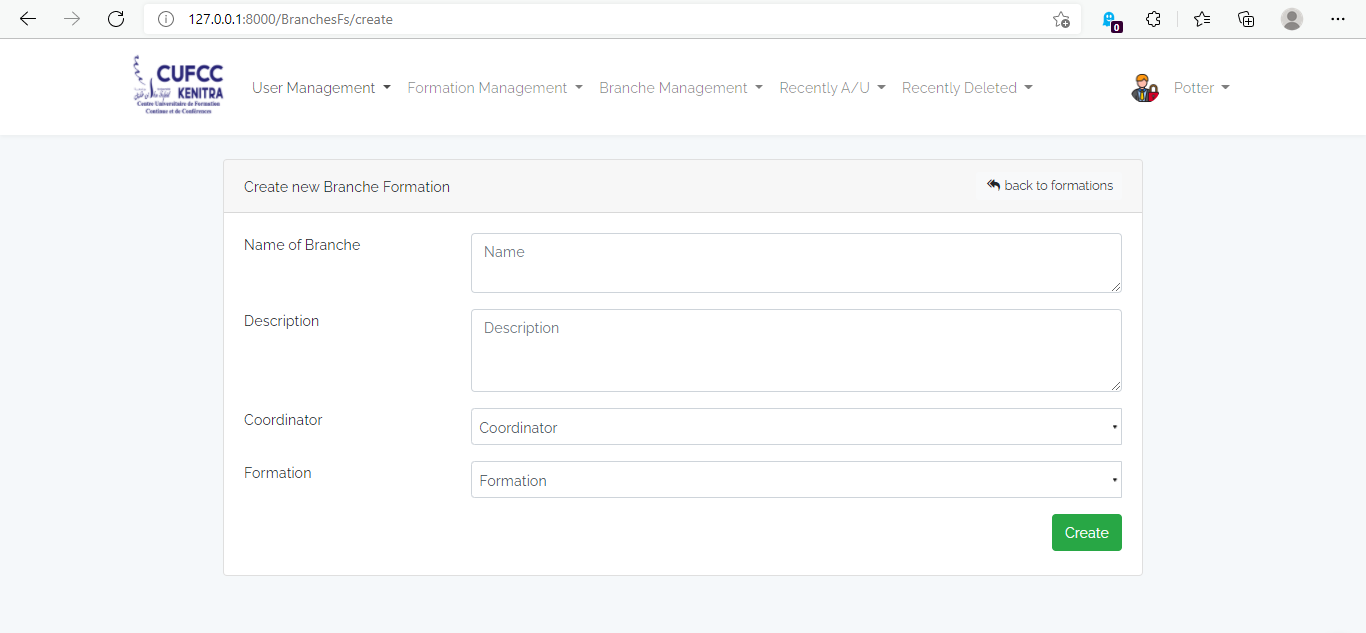 127.0.0.1:8000/BranchesFs/create
0
CUFCC
KENITRA
Centre Universitaire de Formation
Continue et de Conférences
User Management
Formation Management
Branche Management
Recently A/U
Recently Deleted
Potter
Create new Branche Formation
back to formations
Name of Branche
Name
Description
Description
Coordinator
Coordinator
Formation
Formation
Create